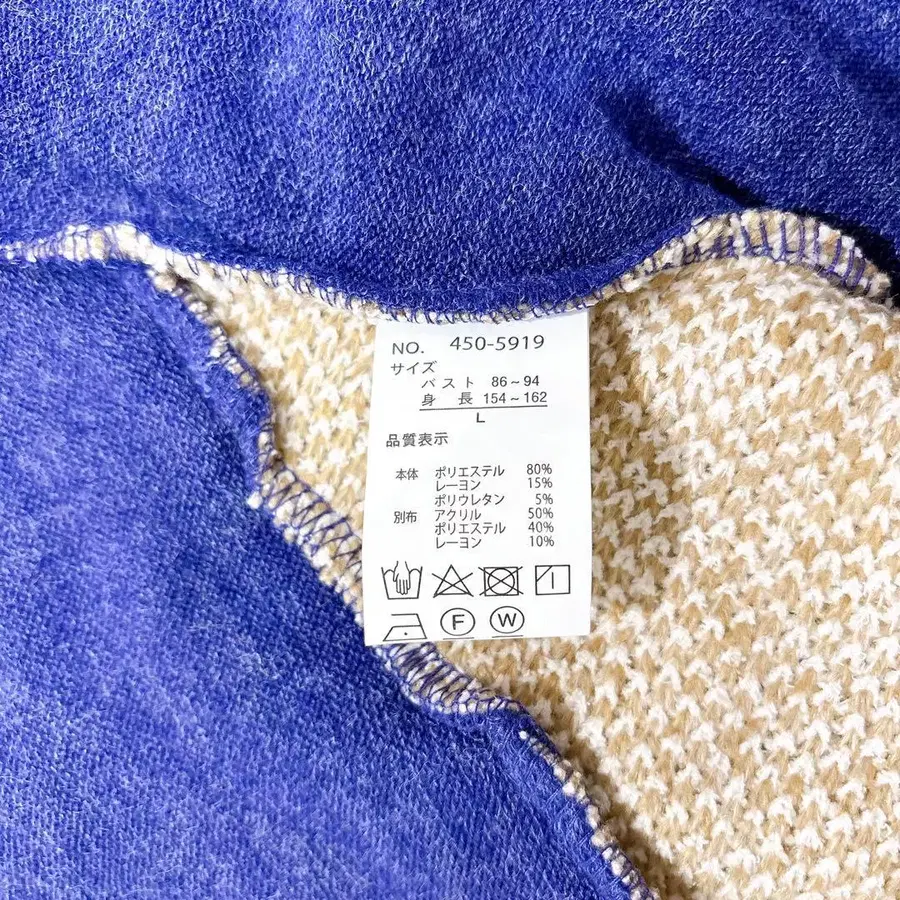 NO. 450-5919
サイズ
バスト 86～94
身長 154～162
L
品質表示
本体 ポリエステル 80%
レーヨン 15%
ポリウレタン 5%
別布 アクリル 50%
ポリエステル 40%
レーヨン 10%
F W